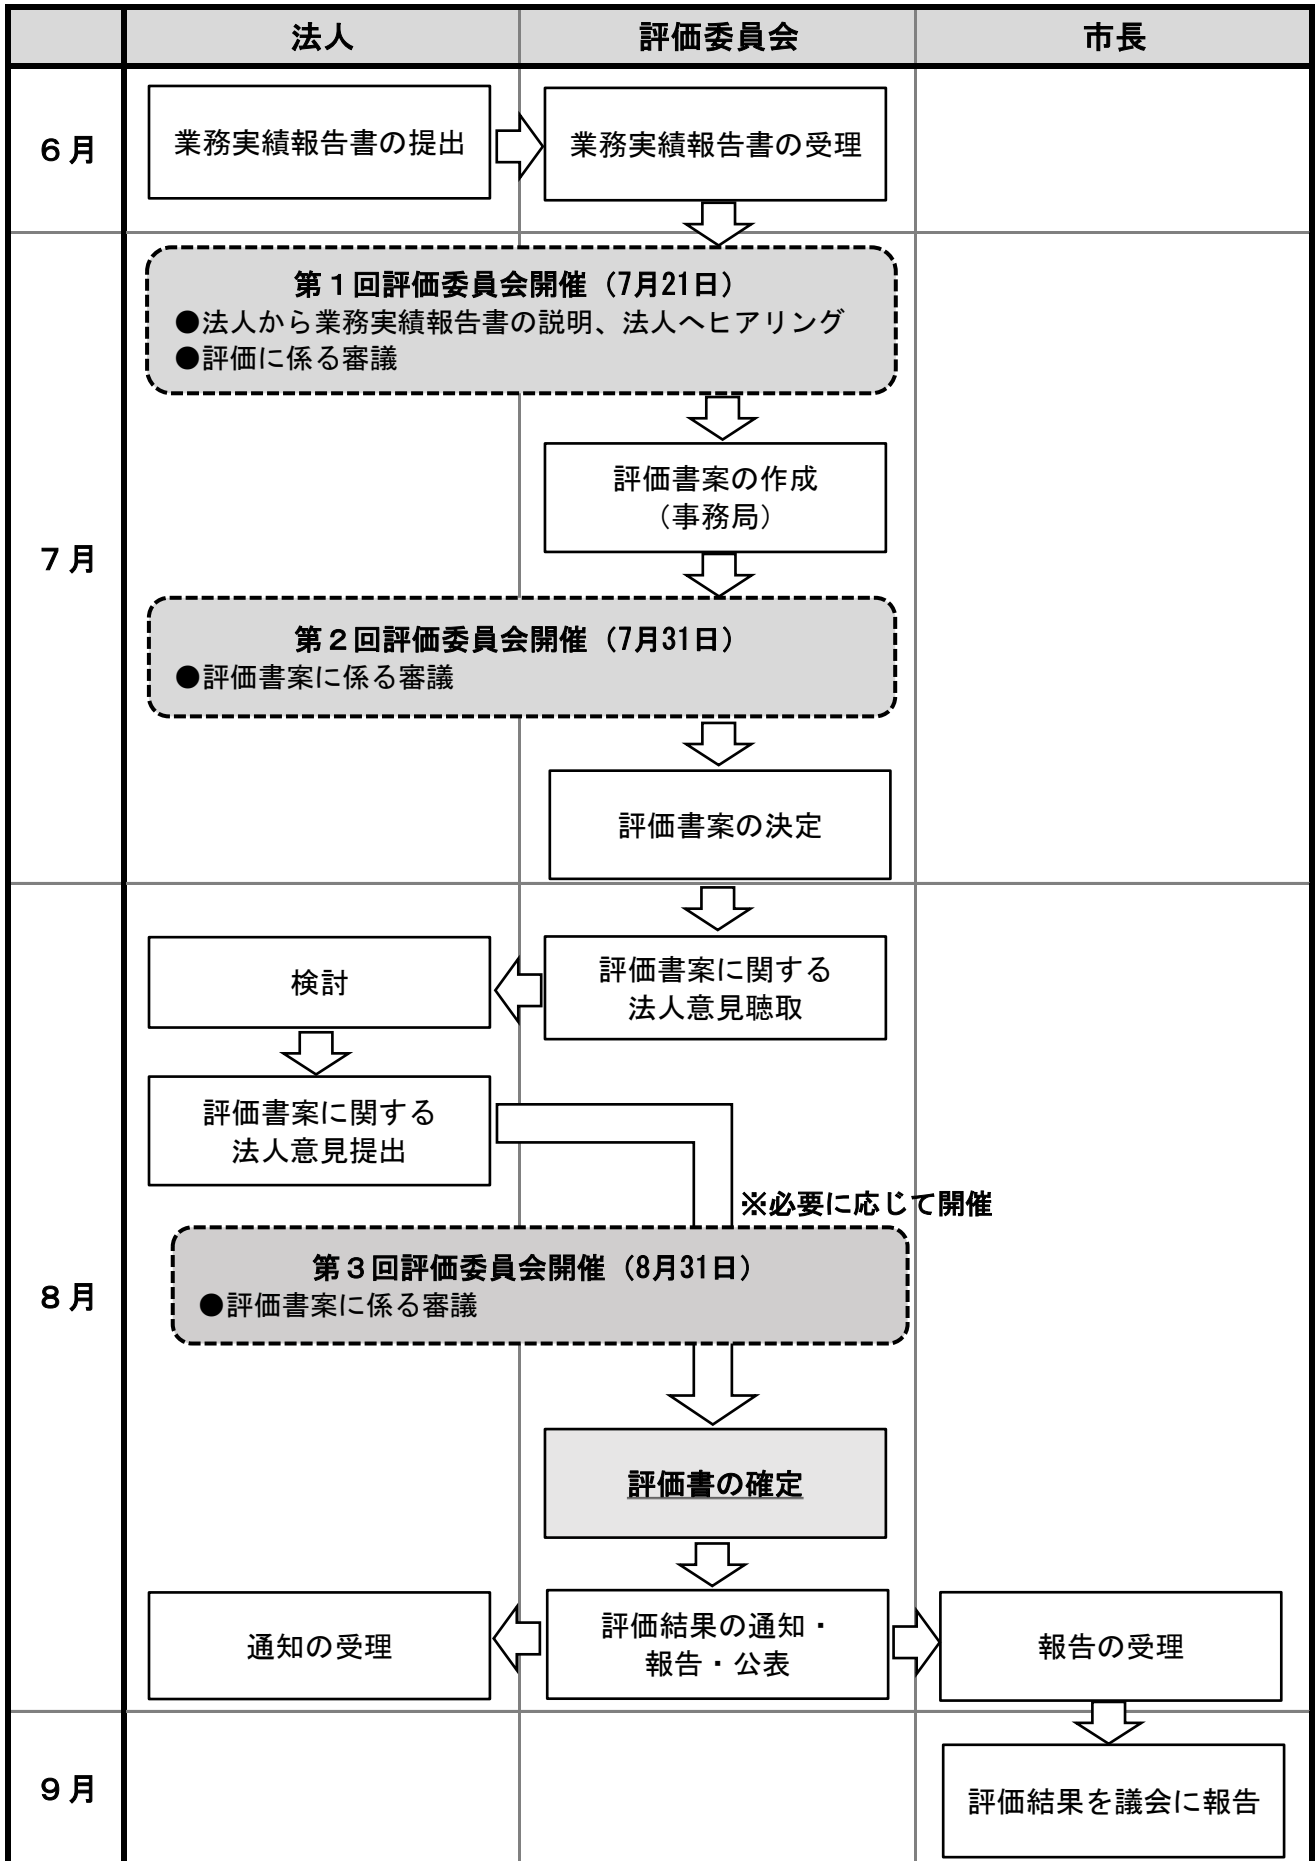 法人
評価委員会
市長
６月
業務実績報告書の提出
業務実績報告書の受理
７月
第１回評価委員会開催（7月21日）
●法人から業務実績報告書の説明、法人へヒアリング
●評価に係る審議
評価書案の作成
（事務局）
第２回評価委員会開催（7月31日）
●評価書案に係る審議
評価書案の決定
８月
評価書案に関する
法人意見聴取
検討
評価書案に関する
法人意見提出
※必要に応じて開催
第３回評価委員会開催（8月31日）
●評価書案に係る審議
評価書の確定
通知の受理
評価結果の通知・
報告・公表
報告の受理
９月
評価結果を議会に報告